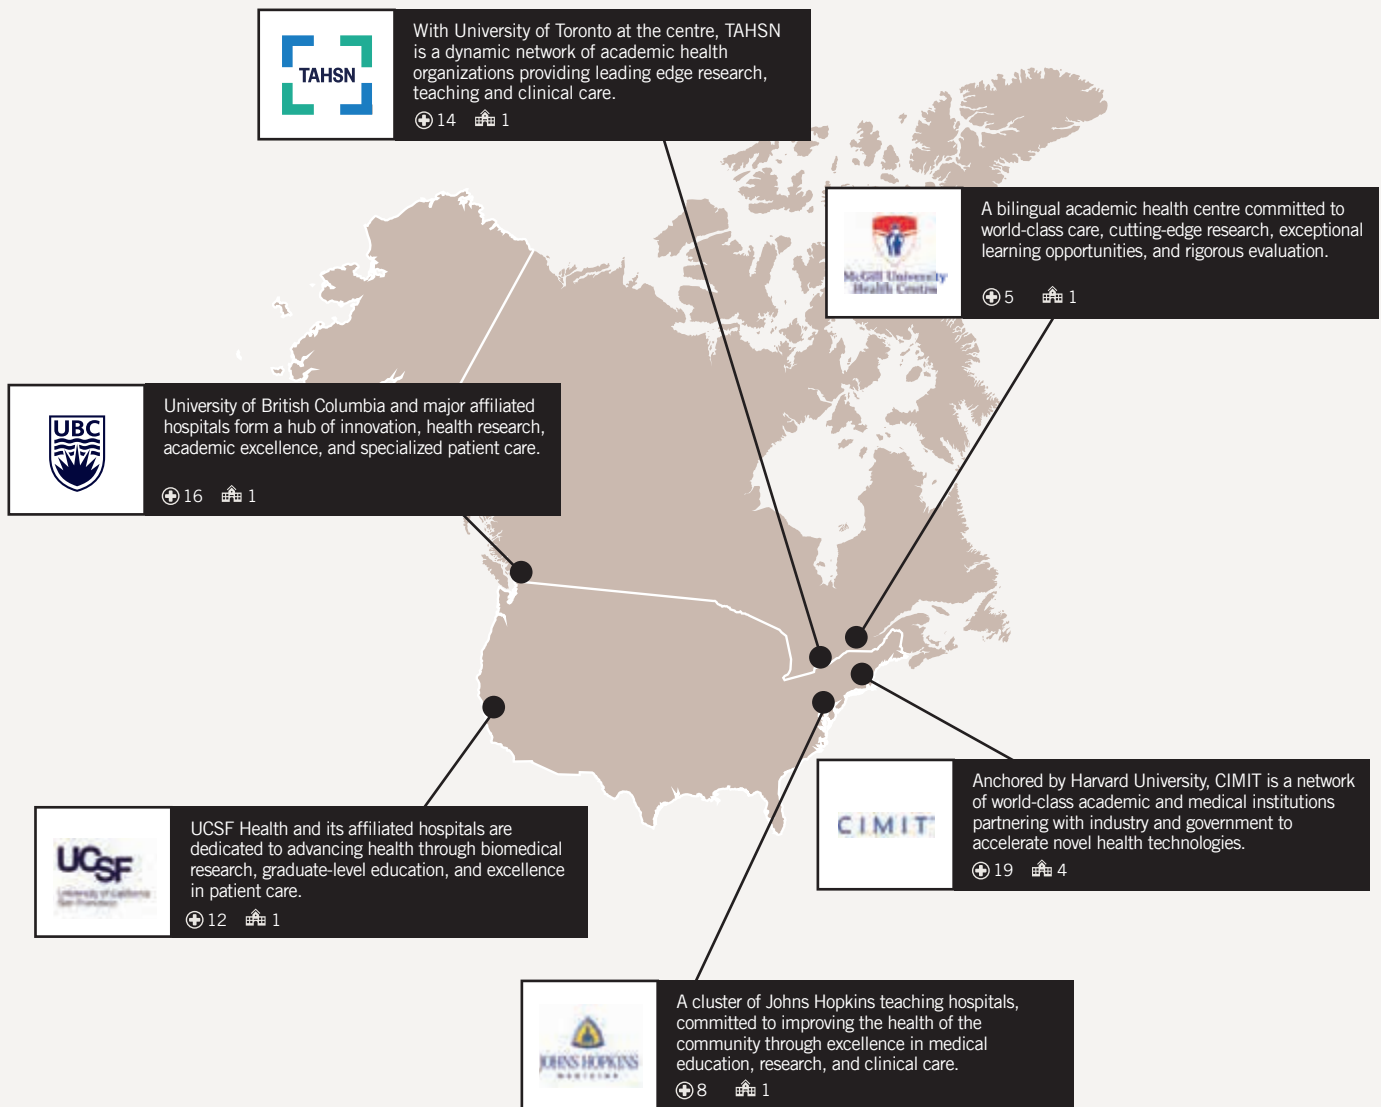 TAHSN
With University of Toronto at the centre, TAHSN
is a dynamic network of academic health
organizations providing leading edge research,
teaching and clinical care.
14 1
McGill University
Health Centre
A bilingual academic health centre committed to
world-class care, cutting-edge research, exceptional
learning opportunities, and rigorous evaluation.
5 1
UBC
University of British Columbia and major affiliated
hospitals form a hub of innovation, health research,
academic excellence, and specialized patient care.
16 1
CIMIT
Anchored by Harvard University, CIMIT is a network
of world-class academic and medical institutions
partnering with industry and government to
accelerate novel health technologies.
19 4
UCSF
University of California
San Francisco
UCSF Health and its affiliated hospitals are
dedicated to advancing health through biomedical
research, graduate-level education, and excellence
in patient care.
12 1
JOHNS HOPKINS
MEDICINE
A cluster of Johns Hopkins teaching hospitals,
committed to improving the health of the
community through excellence in medical
education, research, and clinical care.
8 1